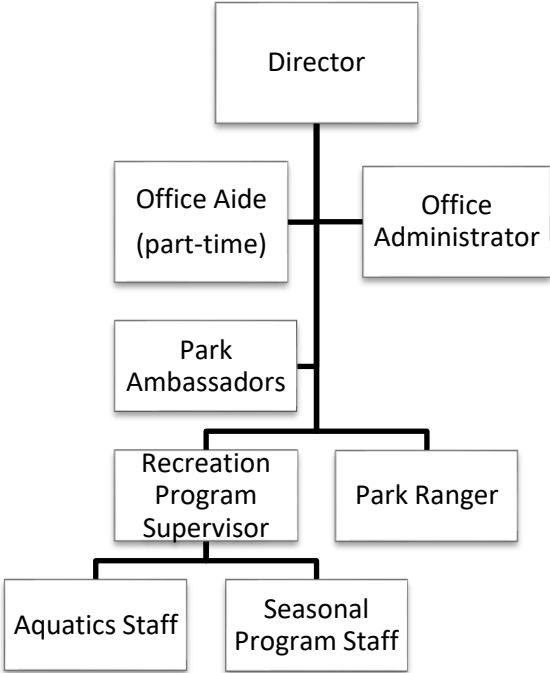 Director
Office Aide
(part-time)
Office
Administrator
Park
Ambassadors
Recreation
Program
Supervisor
Park Ranger
Aquatics Staff
Seasonal
Program Staff